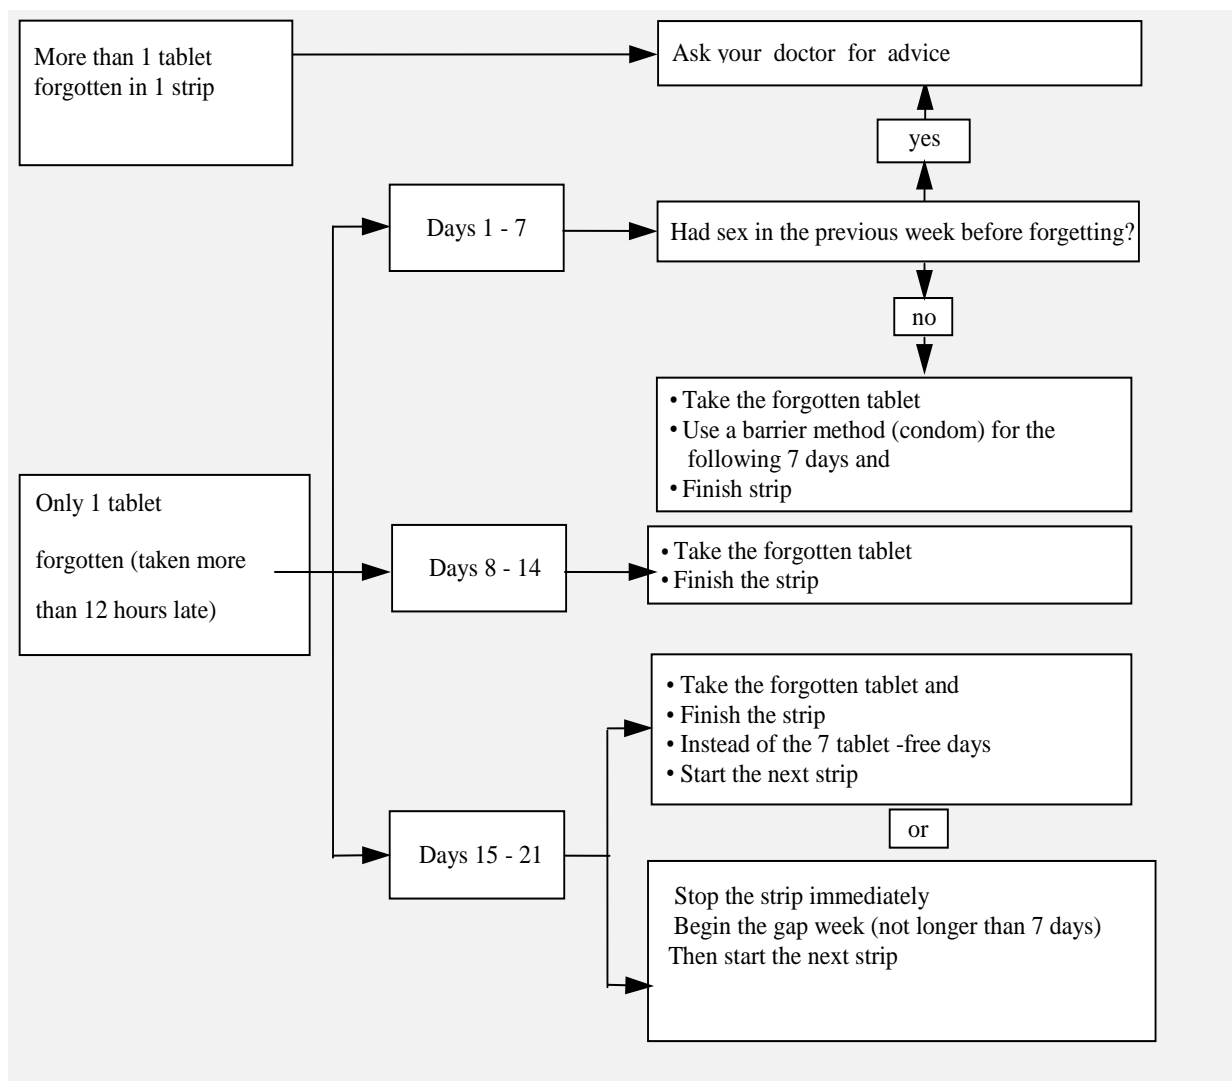 More than 1 tablet
forgotten in 1 strip
Ask your doctor for advice
yes
Days 1 - 7
Had sex in the previous week before forgetting?
no
• Take the forgotten tablet
• Use a barrier method (condom) for the
following 7 days and
• Finish strip
Only 1 tablet
forgotten (taken more
than 12 hours late)
Days 8 - 14
• Take the forgotten tablet
• Finish the strip
• Take the forgotten tablet and
• Finish the strip
• Instead of the 7 tablet -free days
• Start the next strip
or
Days 15 - 21
Stop the strip immediately
Begin the gap week (not longer than 7 days)
Then start the next strip